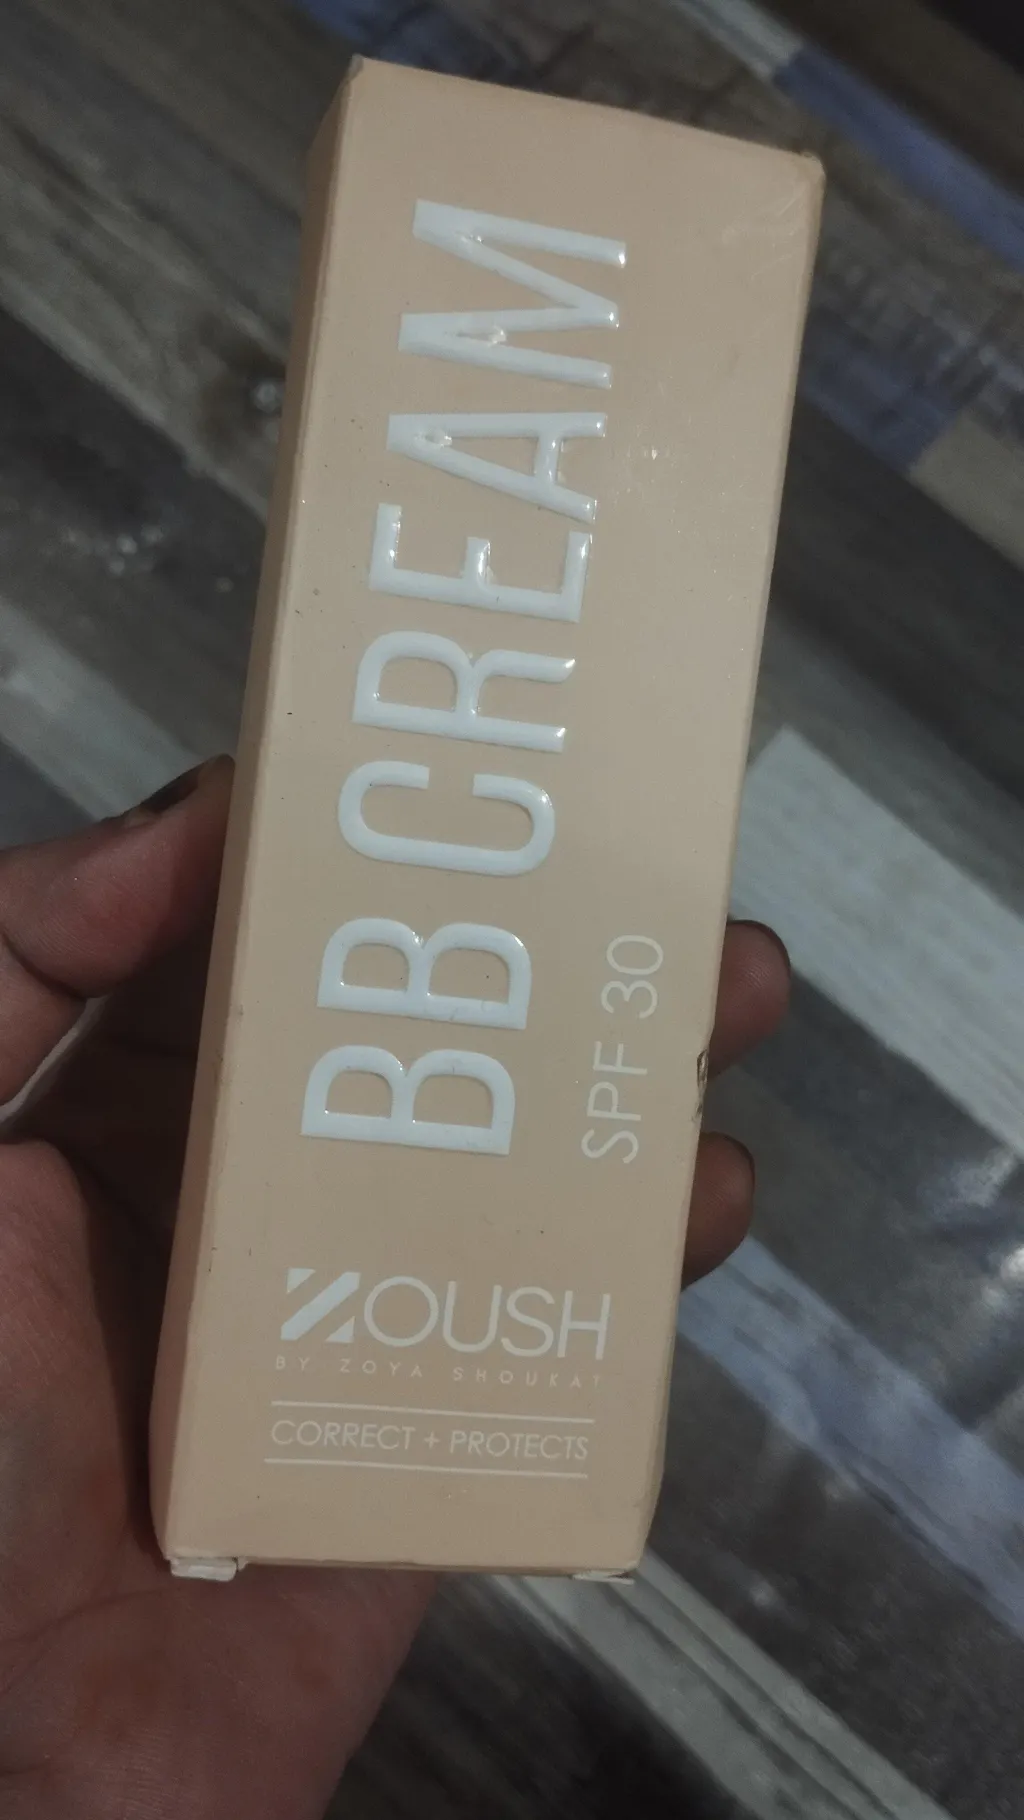 BB CREAM
SPF 30
ZOUSH
BY ZOYA SHOUKAT
CORRECT + PROTECTS